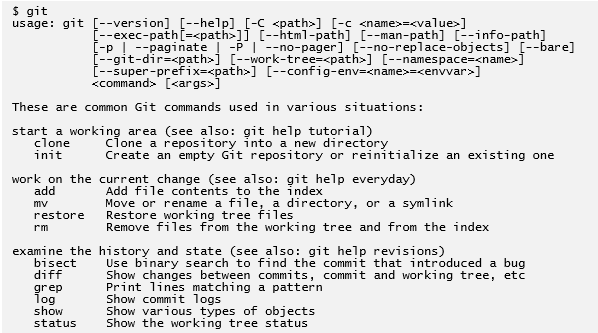 $ git
usage: git [--version] [--help] [-C <path>] [-c <name>=<value>]
           [--exec-path[=<path>]] [--html-path] [--man-path] [--info-path]
           [-p | --paginate | -P | --no-pager] [--no-replace-objects] [--bare]
           [--git-dir=<path>] [--work-tree=<path>] [--namespace=<name>]
           [--super-prefix=<path>] [--config-env=<name>=<envvar>]
           <command> [<args>]

These are common Git commands used in various situations:

start a working area (see also: git help tutorial)
   clone     Clone a repository into a new directory
   init      Create an empty Git repository or reinitialize an existing one

work on the current change (see also: git help everyday)
   add       Add file contents to the index
   mv        Move or rename a file, a directory, or a symlink
   restore   Restore working tree files
   rm        Remove files from the working tree and from the index

examine the history and state (see also: git help revisions)
   bisect    Use binary search to find the commit that introduced a bug
   diff      Show changes between commits, commit and working tree, etc
   grep      Print lines matching a pattern
   log       Show commit logs
   show      Show various types of objects
   status    Show the working tree status